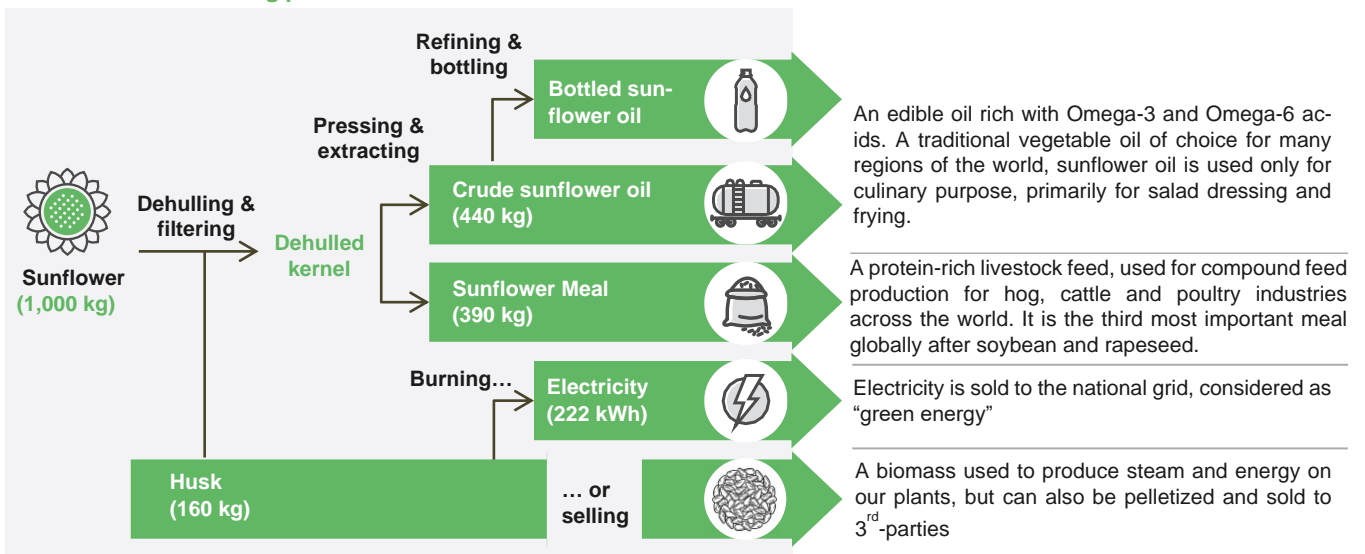 Refining &
bottling
Bottled sun-
flower oil
Pressing &
extracting
Crude sunflower oil
(440 kg)
Dehulling &
filtering
Sunflower
(1,000 kg)
Dehulled
kernel
Sunflower Meal
(390 kg)
Burning…
Electricity
(222 kWh)
Husk
(160 kg)
… or
selling
An edible oil rich with Omega-3 and Omega-6 ac-
ids. A traditional vegetable oil of choice for many
regions of the world, sunflower oil is used only for
culinary purpose, primarily for salad dressing and
frying.
A protein-rich livestock feed, used for compound feed
production for hog, cattle and poultry industries
across the world. It is the third most important meal
globally after soybean and rapeseed.
Electricity is sold to the national grid, considered as
“green energy”
A biomass used to produce steam and energy on
our plants, but can also be pelletized and sold to
3rd-parties